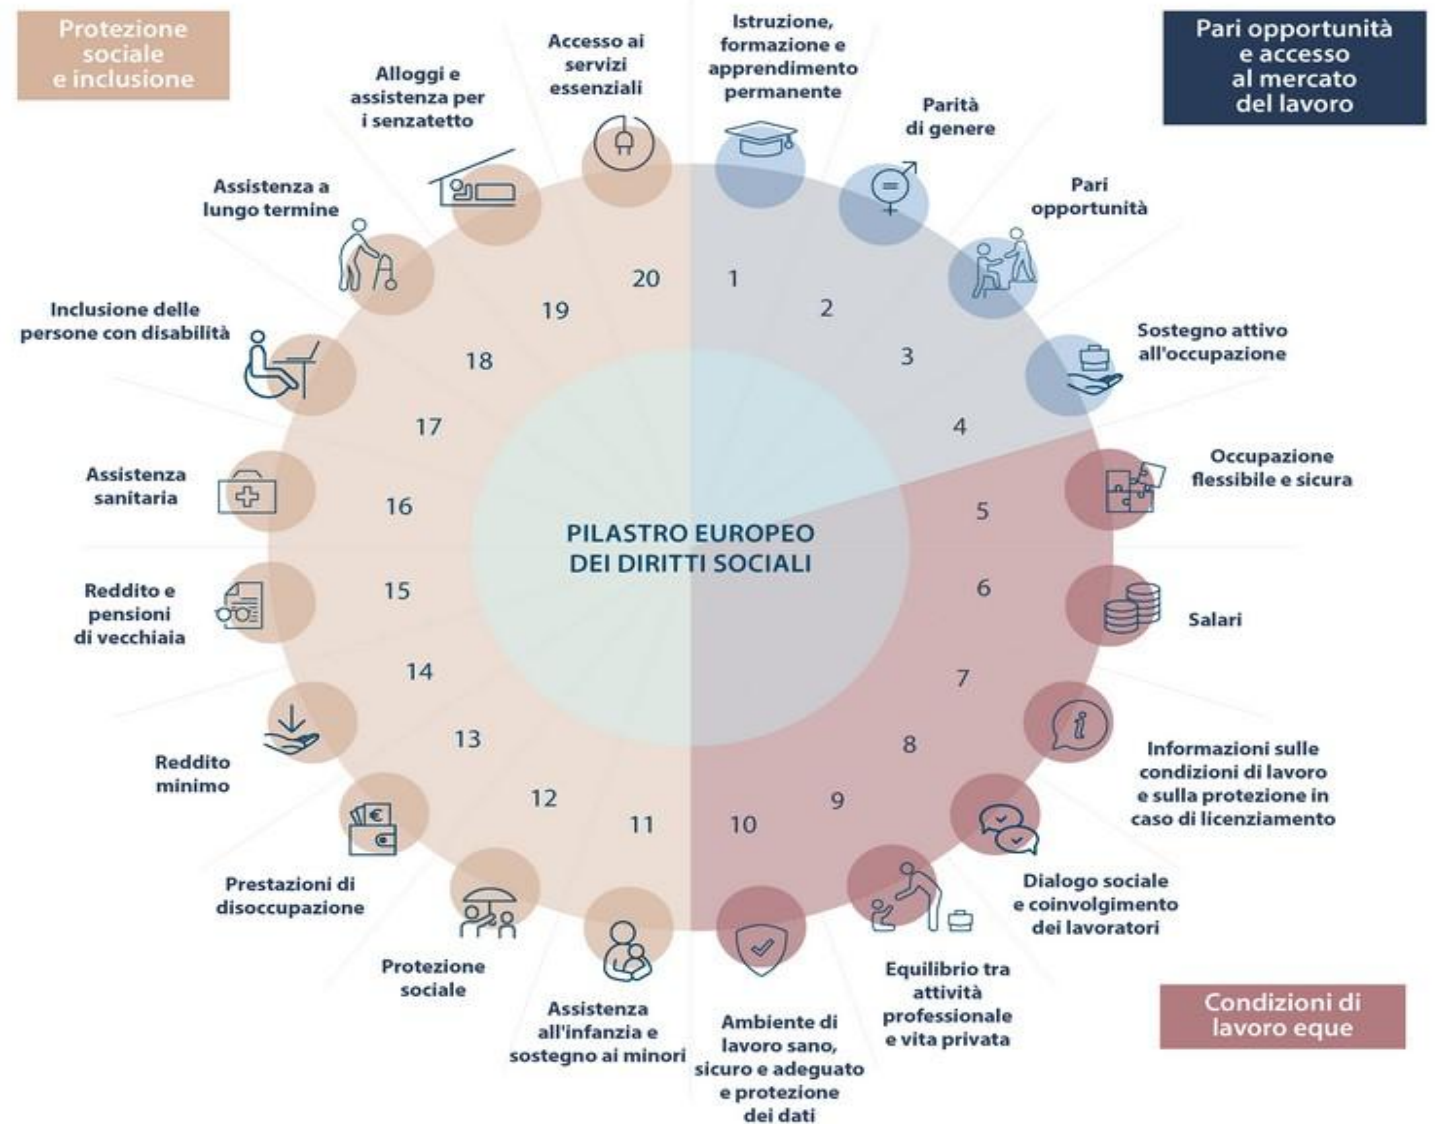 Protezione
sociale
e inclusione
Pari opportunità
e accesso
al mercato
del lavoro
Istruzione,
formazione e
apprendimento
permanente
Parità
di genere
Pari
opportunità
Sostegno attivo
all'occupazione
Occupazione
flessibile e sicura
Salari
Informazioni sulle
condizioni di lavoro
e sulla protezione in
caso di licenziamento
Dialogo sociale
e coinvolgimento
dei lavoratori
Equilibrio tra
attività
professionale
e vita privata
Ambiente di
lavoro sano,
sicuro e adeguato
e protezione
dei dati
Assistenza
all'infanzia e
sostegno ai minori
Protezione
sociale
Prestazioni di
disoccupazione
Reddito
minimo
Reddito e
pensioni
di vecchiaia
Assistenza
sanitaria
Inclusione delle
persone con disabilità
Assistenza a
lungo termine
Alloggi e
assistenza per
i senzatetto
Accesso ai
servizi
essenziali
1
2
3
4
5
6
7
8
9
10
11
12
13
14
15
16
17
18
19
20
PILASTRO EUROPEO
DEI DIRITTI SOCIALI
€
i
Condizioni di
lavoro eque